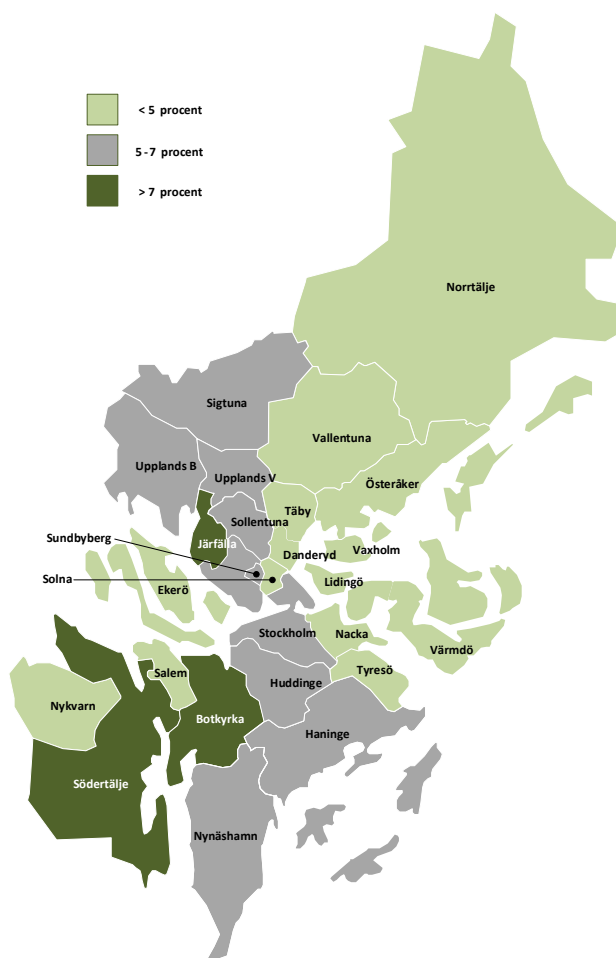 < 5 procent
5 - 7 procent
> 7 procent
Norrtälje
Sigtuna
Vallentuna
Upplands B
Upplands V
Österåker
Täby
Sollentuna
Sundbyberg
Järfälla
Danderyd
Vaxholm
Solna
Ekerö
Lidingö
Stockholm
Nacka
Värmdö
Salem
Tyresö
Huddinge
Nykvarn
Botkyrka
Haninge
Södertälje
Nynäshamn